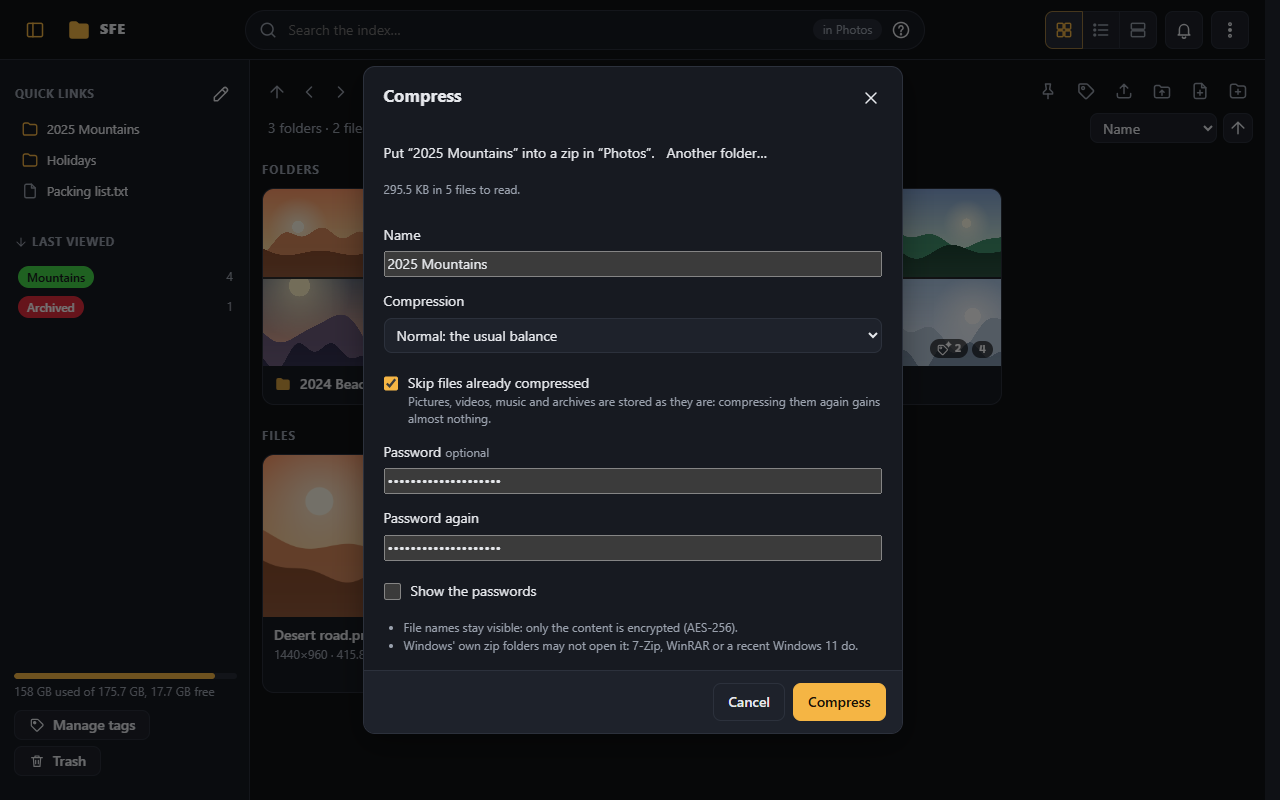 SFE
Search the index...
in Photos
QUICK LINKS
2025 Mountains
Holidays
Packing list.txt
LAST VIEWED
Mountains 4
Archived 1
158 GB used of 175.7 GB, 17.7 GB free
Manage tags
Trash
3 folders · 2 file
Name
FOLDERS
2024 Beac
2 4
FILES
Desert road.pr
1440×960 · 415.8
Compress
Put “2025 Mountains” into a zip in “Photos”. Another folder...
295.5 KB in 5 files to read.
Name
2025 Mountains
Compression
Normal: the usual balance
Skip files already compressed
Pictures, videos, music and archives are stored as they are: compressing them again gains
almost nothing.
Password optional
••••••••••••••••••••
Password again
••••••••••••••••••••
Show the passwords
• File names stay visible: only the content is encrypted (AES-256).
• Windows' own zip folders may not open it: 7-Zip, WinRAR or a recent Windows 11 do.
Cancel
Compress